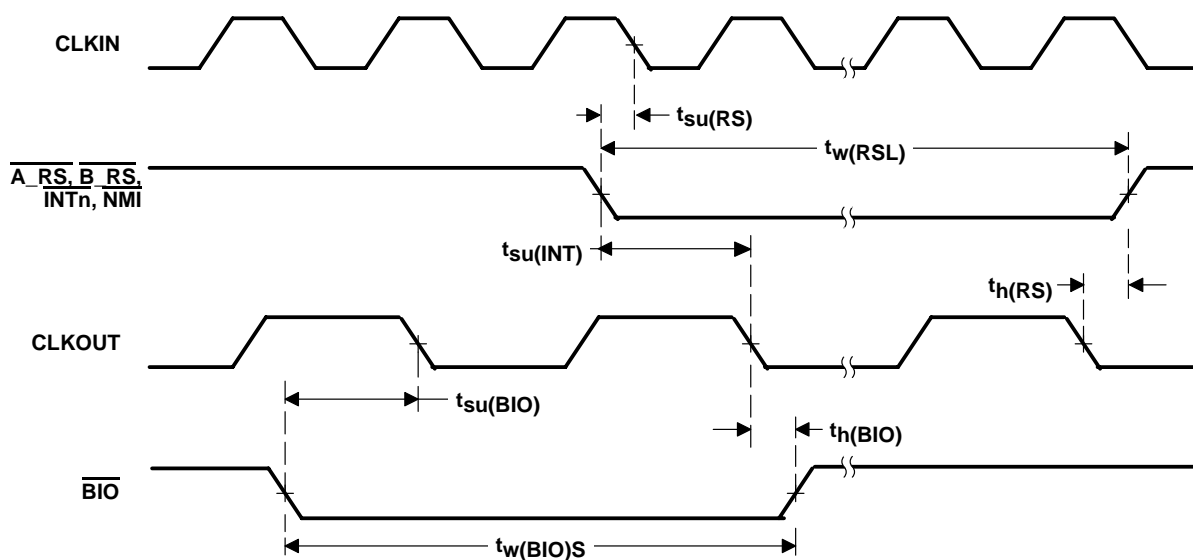 CLKIN
tsu(RS)
tw(RSL)
A_RS, B_RS,
INTn, NMI
tsu(INT)
th(RS)
CLKOUT
tsu(BIO)
th(BIO)
BIO
tw(BIO)S